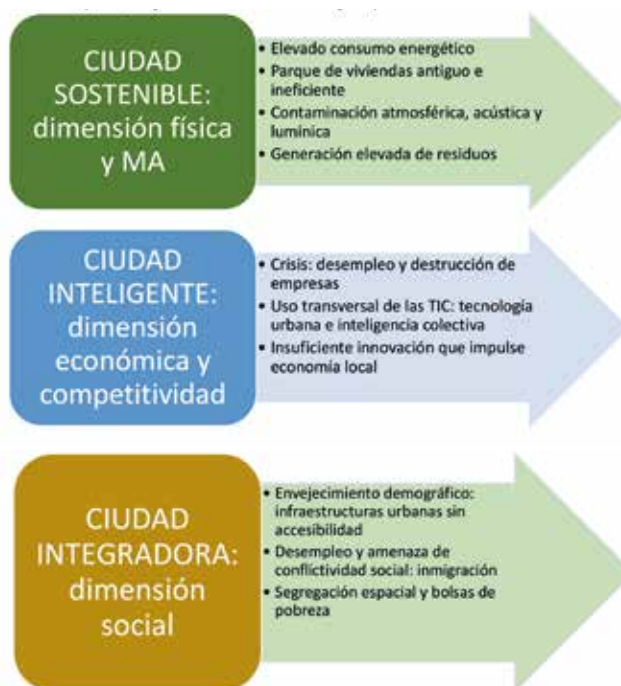 CIUDAD
SOSTENIBLE:
dimensión física
y MA
• Elevado consumo energético
• Parque de viviendas antiguo e
ineficiente
• Contaminación atmosférica, acústica y
lumínica
• Generación elevada de residuos
CIUDAD
INTELIGENTE:
dimensión
económica y
competitividad
• Crisis: desempleo y destrucción de
empresas
• Uso transversal de las TIC: tecnología
urbana e inteligencia colectiva
• Insuficiente innovación que impulse
economía local
CIUDAD
INTEGRADORA:
dimensión
social
• Envejecimiento demográfico:
infraestructuras urbanas sin
accesibilidad
• Desempleo y amenaza de
conflictividad social: inmigración
• Segregación espacial y bolsas de
pobreza